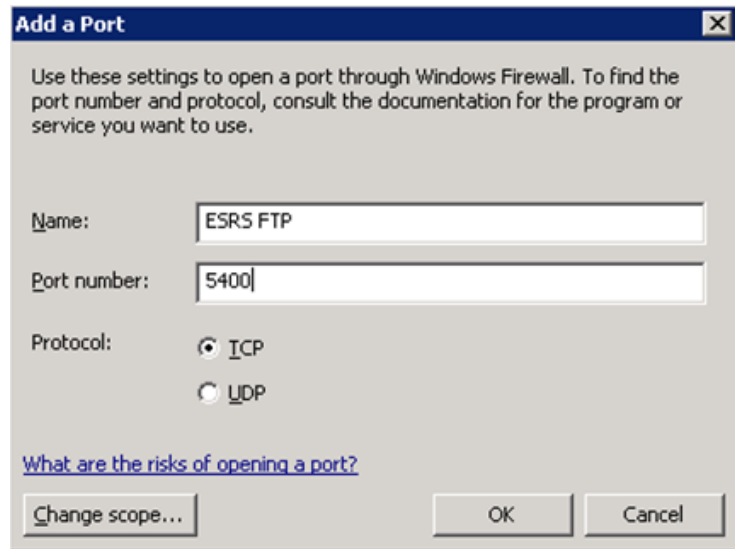 Add a Port
Use these settings to open a port through Windows Firewall. To find the
port number and protocol, consult the documentation for the program or
service you want to use.
Name: ESRS FTP
Port number: 5400
Protocol: TCP
UDP
What are the risks of opening a port?
Change scope... OK Cancel